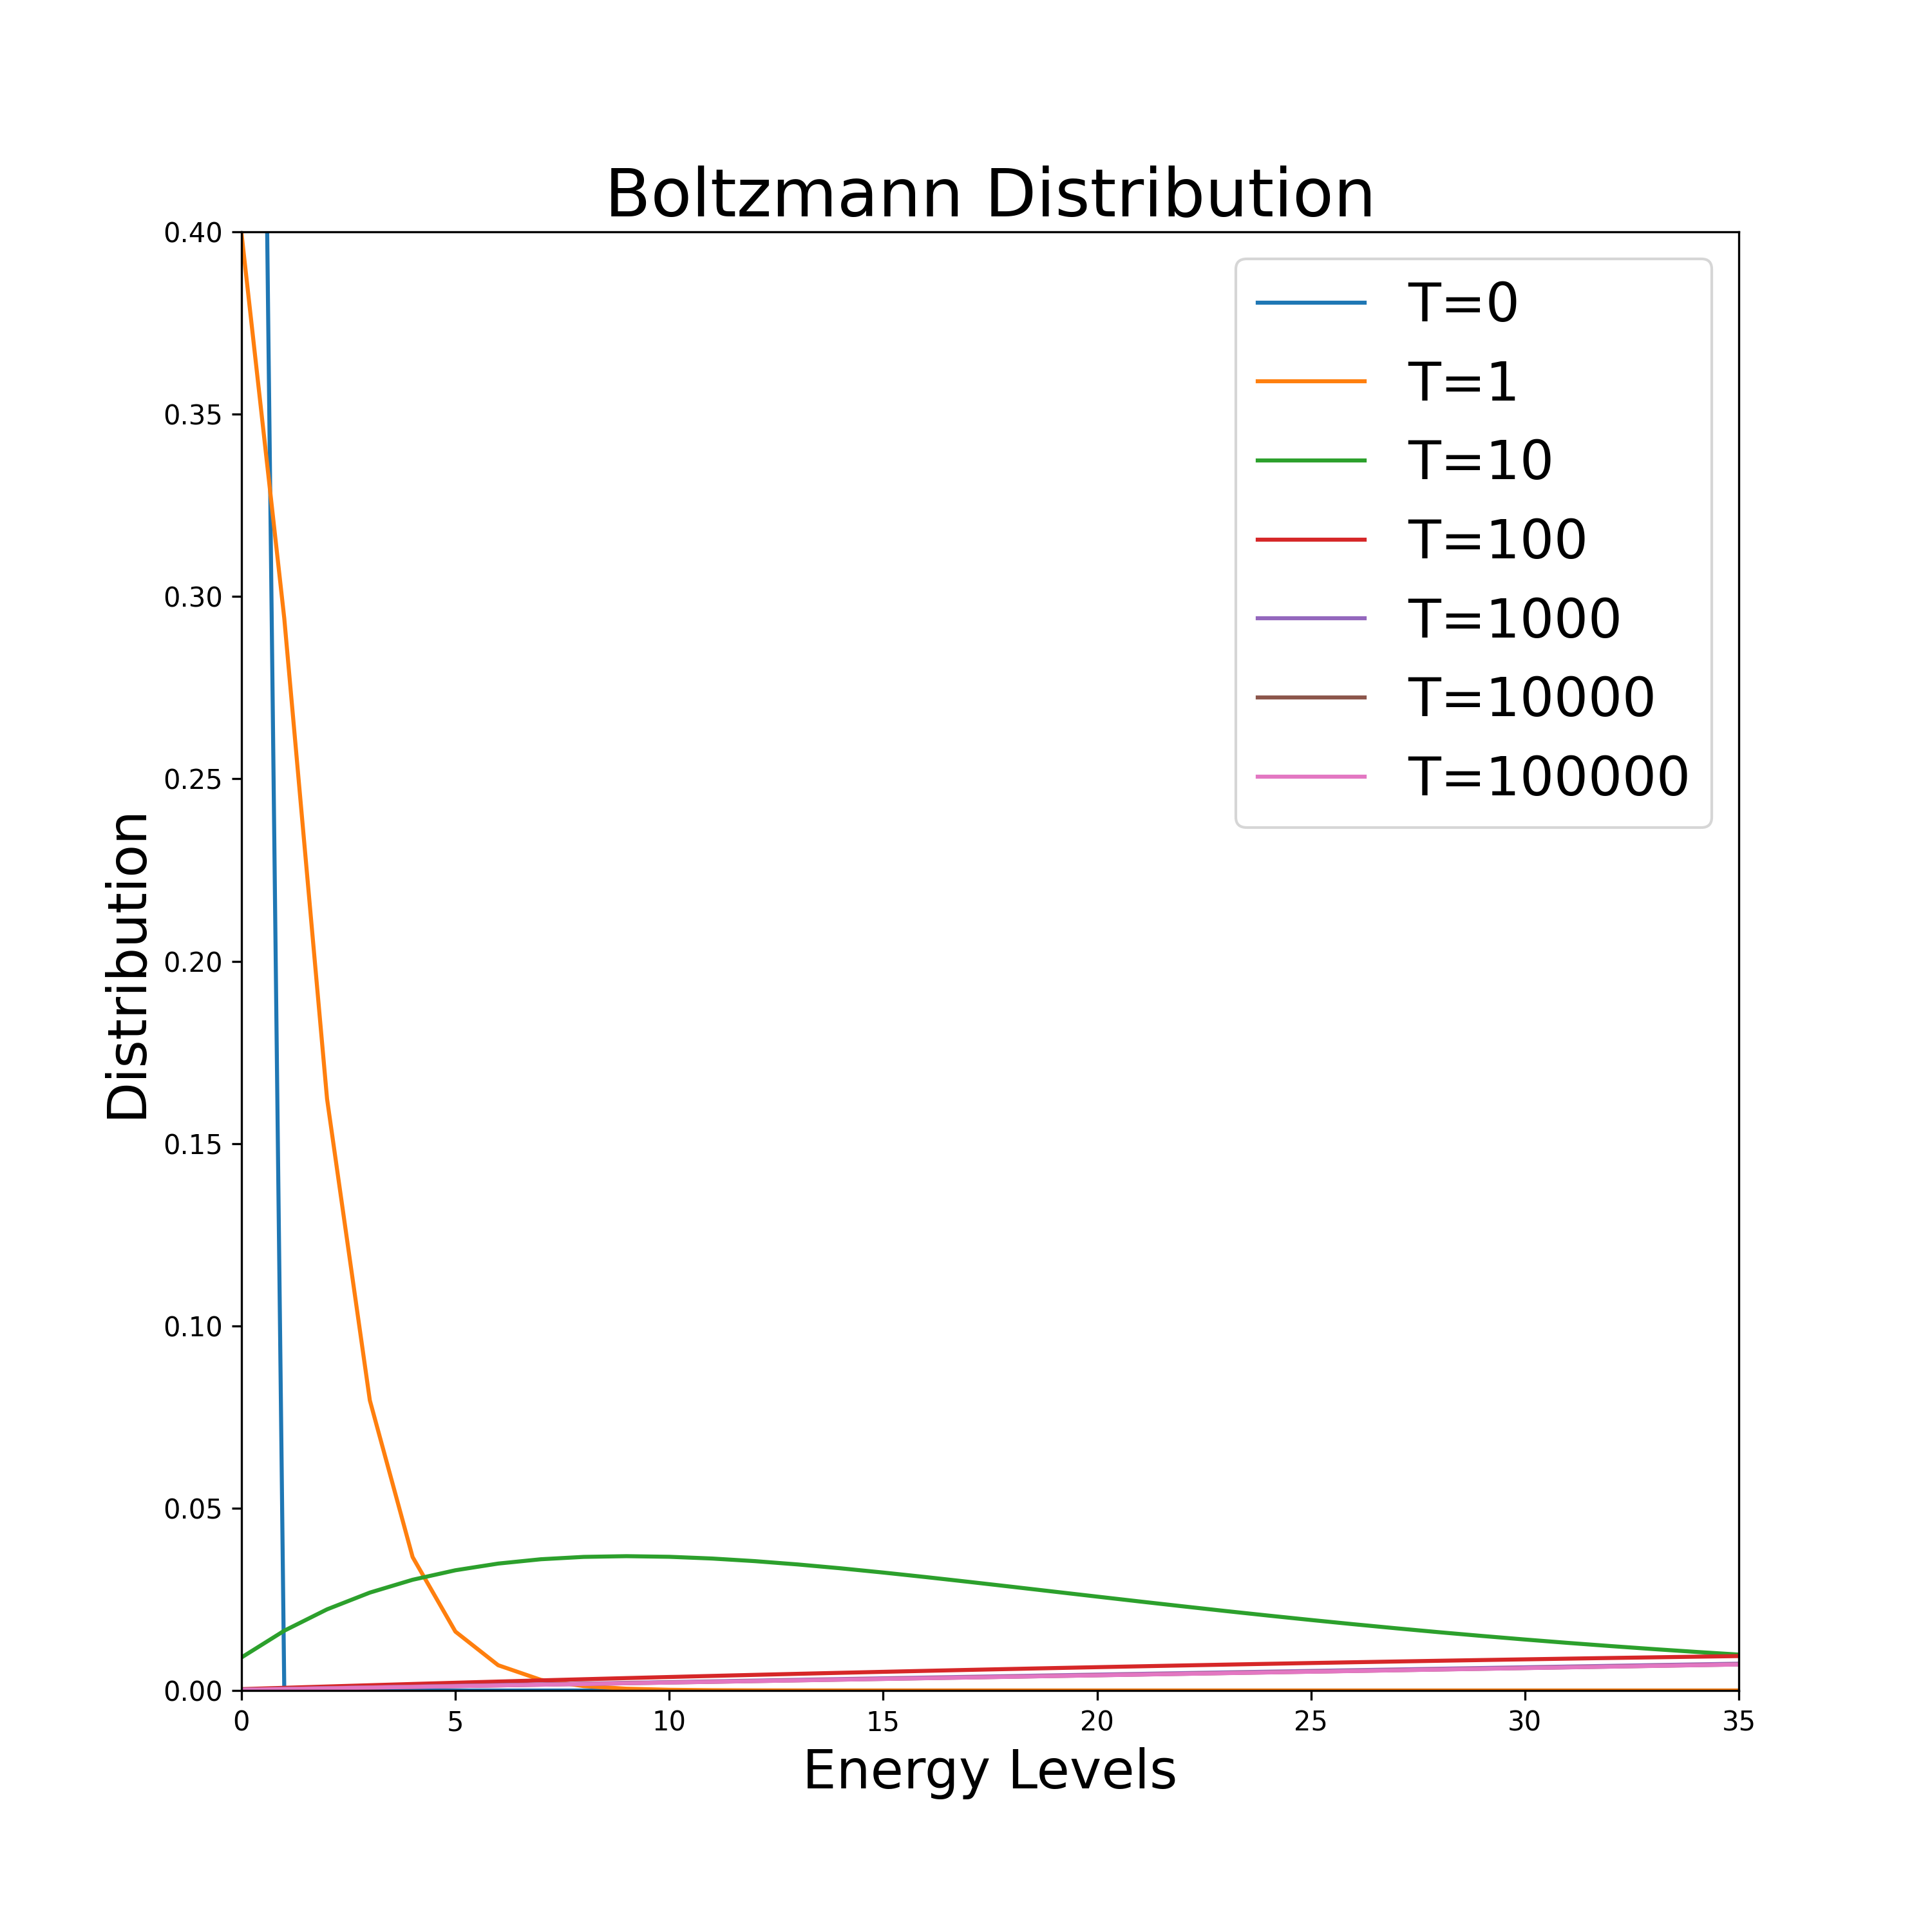 Boltzmann Distribution
0.40
0.35
0.30
0.25
0.20
0.15
0.10
0.05
0.00
Distribution
T=0
T=1
T=10
T=100
T=1000
T=10000
T=100000
0 5 10 15 20 25 30 35
Energy Levels